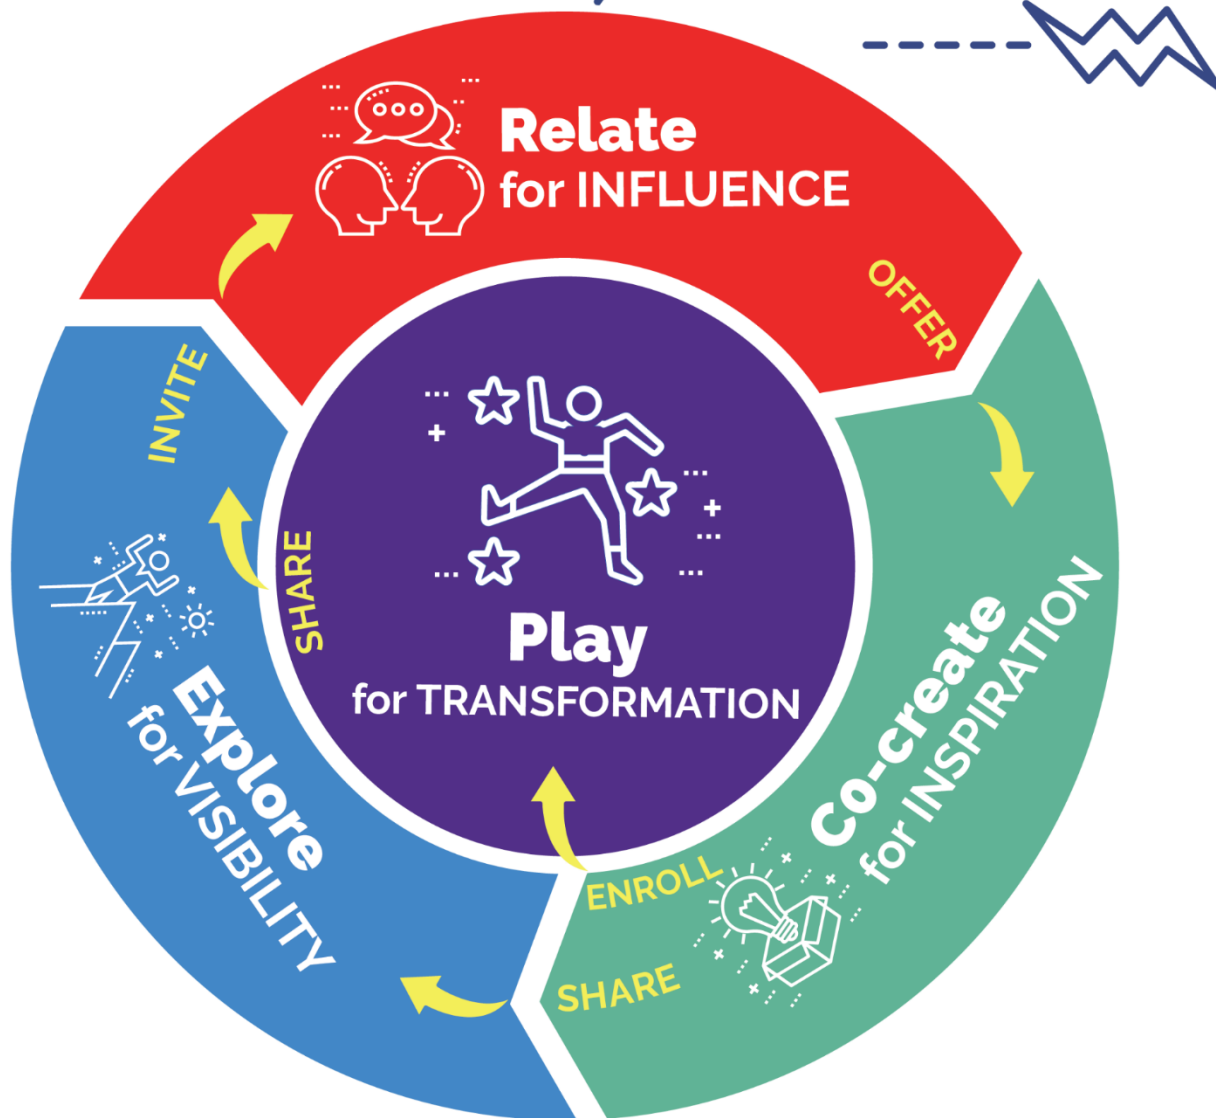 Relate
for INFLUENCE
OFFER
INVITE
SHARE
Play
for TRANSFORMATION
Explore
for VISIBILITY
Co-create
for INSPIRATION
ENROLL
SHARE